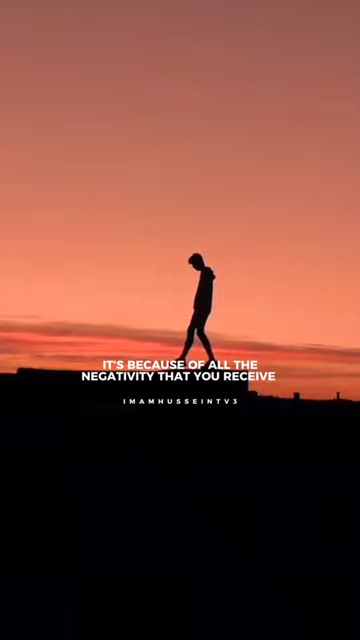 IT'S BECAUSE OF ALL THE
NEGATIVITY THAT YOU RECEIVE
IMAMHUSSEINTV3